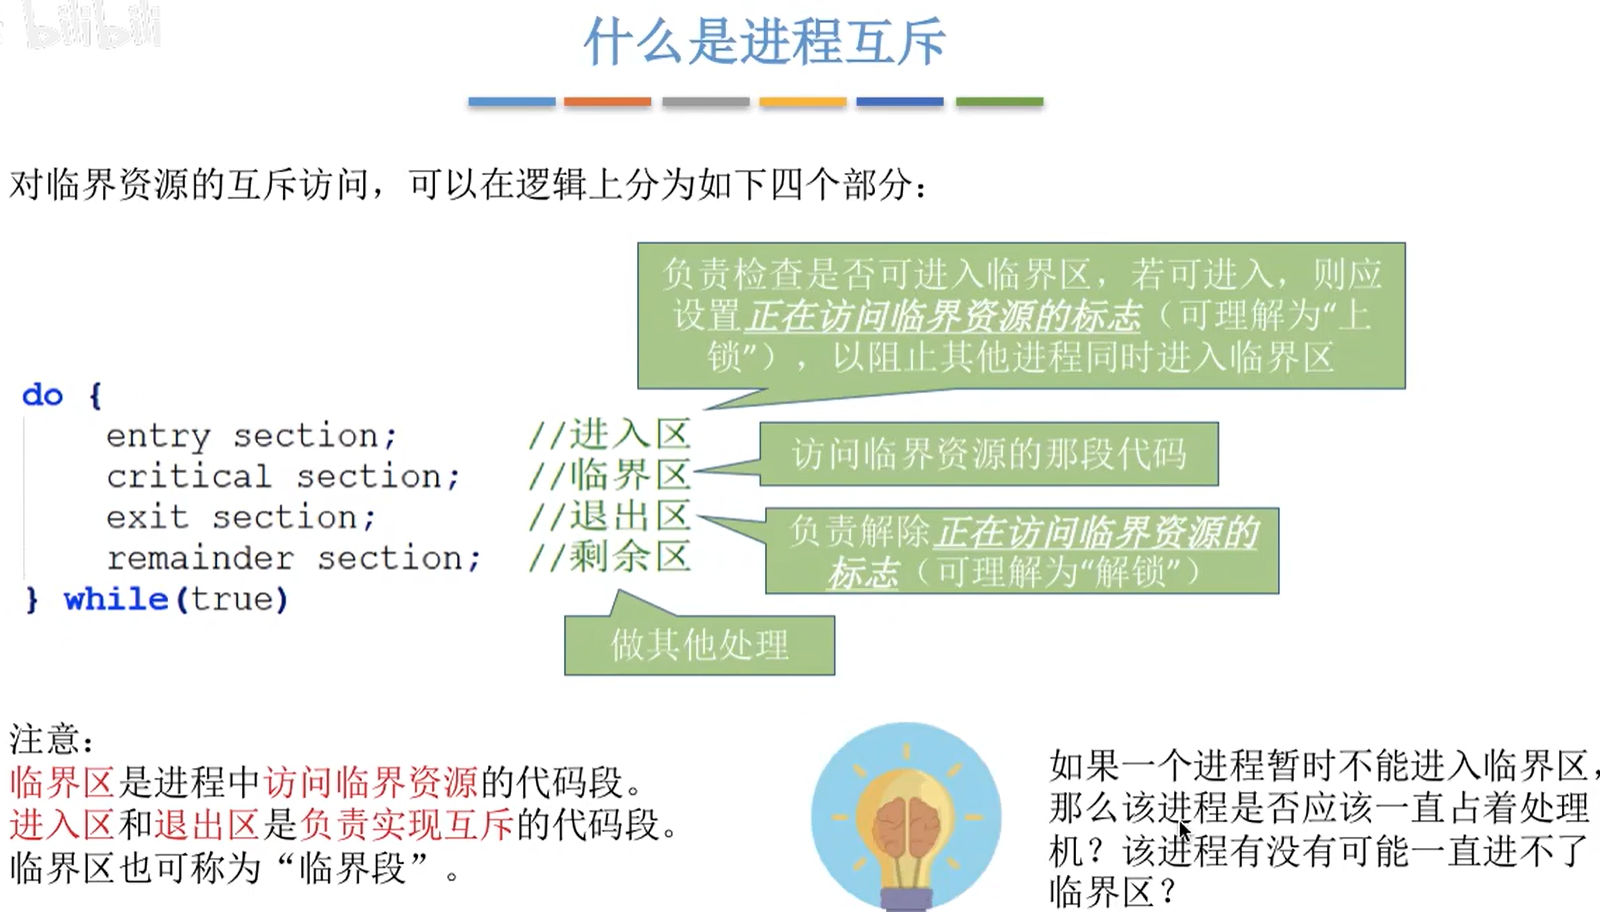 bilibili
什么是进程互斥
对临界资源的互斥访问，可以在逻辑上分为如下四个部分：
负责检查是否可进入临界区，若可进入，则应
设置正在访问临界资源的标志（可理解为“上
锁”），以阻止其他进程同时进入临界区
do {
entry section; //进入区
critical section; //临界区
exit section; //退出区
remainder section; //剩余区
} while(true)
访问临界资源的那段代码
负责解除正在访问临界资源的
标志（可理解为“解锁”）
做其他处理
注意：
临界区是进程中访问临界资源的代码段。
进入区和退出区是负责实现互斥的代码段。
临界区也可称为“临界段”。
如果一个进程暂时不能进入临界区，
那么该进程是否应该一直占着处理
机？该进程有没有可能一直进不了
临界区？